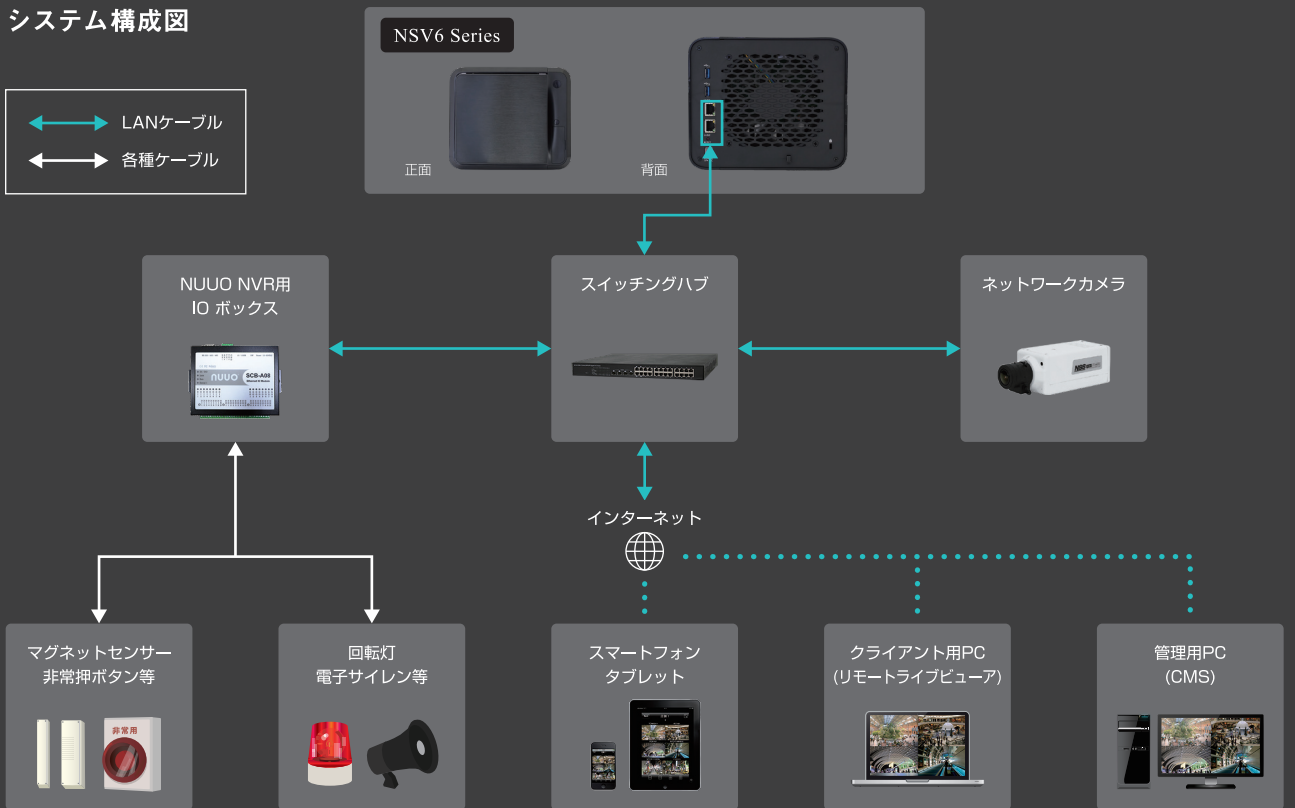 システム構成図
NSV6 Series
LANケーブル
各種ケーブル
正面
背面
NUUO NVR用
IO ボックス
スイッチングハブ
ネットワークカメラ
nuuo
SCB-A08
インターネット
マグネットセンサー
非常押ボタン等
回転灯
電子サイレン等
スマートフォン
タブレット
クライアント用PC
(リモートライブビューア)
管理用PC
(CMS)
非常用